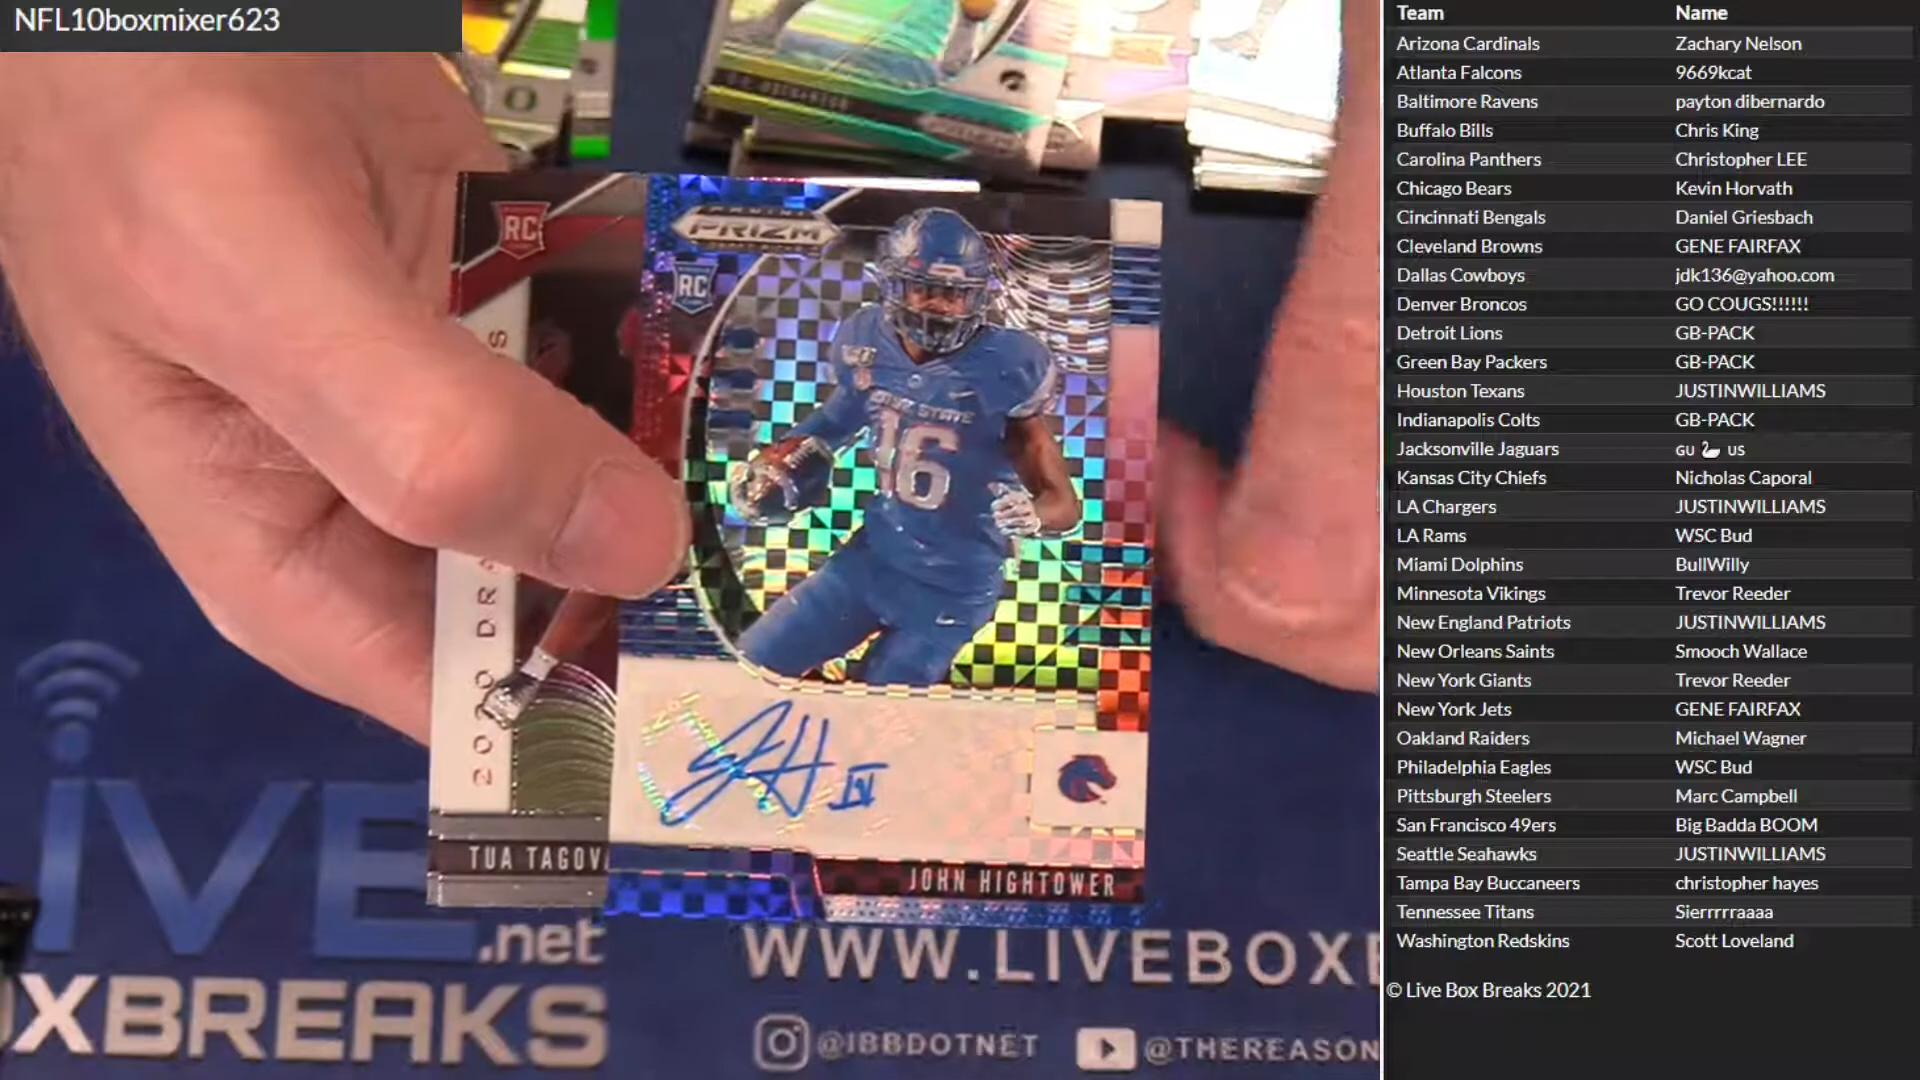 NFL10boxmixer623
O
RC
PANINI
PRIZM
RC
BOISE STATE
16
2020 DR
JH IV
TUA TAGOV
JOHN HIGHTOWER
LIVE
.net
WWW.LIVEBOX
XBREAKS
@IBBDOTNET
@THEREASON
Team Name
Arizona Cardinals Zachary Nelson
Atlanta Falcons 9669kcat
Baltimore Ravens payton dibernardo
Buffalo Bills Chris King
Carolina Panthers Christopher LEE
Chicago Bears Kevin Horvath
Cincinnati Bengals Daniel Griesbach
Cleveland Browns GENE FAIRFAX
Dallas Cowboys jdk136@yahoo.com
Denver Broncos GO COUGS!!!!!!
Detroit Lions GB-PACK
Green Bay Packers GB-PACK
Houston Texans JUSTINWILLIAMS
Indianapolis Colts GB-PACK
Jacksonville Jaguars GU 🦢 US
Kansas City Chiefs Nicholas Caporal
LA Chargers JUSTINWILLIAMS
LA Rams WSC Bud
Miami Dolphins BullWilly
Minnesota Vikings Trevor Reeder
New England Patriots JUSTINWILLIAMS
New Orleans Saints Smooch Wallace
New York Giants Trevor Reeder
New York Jets GENE FAIRFAX
Oakland Raiders Michael Wagner
Philadelphia Eagles WSC Bud
Pittsburgh Steelers Marc Campbell
San Francisco 49ers Big Badda BOOM
Seattle Seahawks JUSTINWILLIAMS
Tampa Bay Buccaneers christopher hayes
Tennessee Titans Sierrrrraaaa
Washington Redskins Scott Loveland
© Live Box Breaks 2021